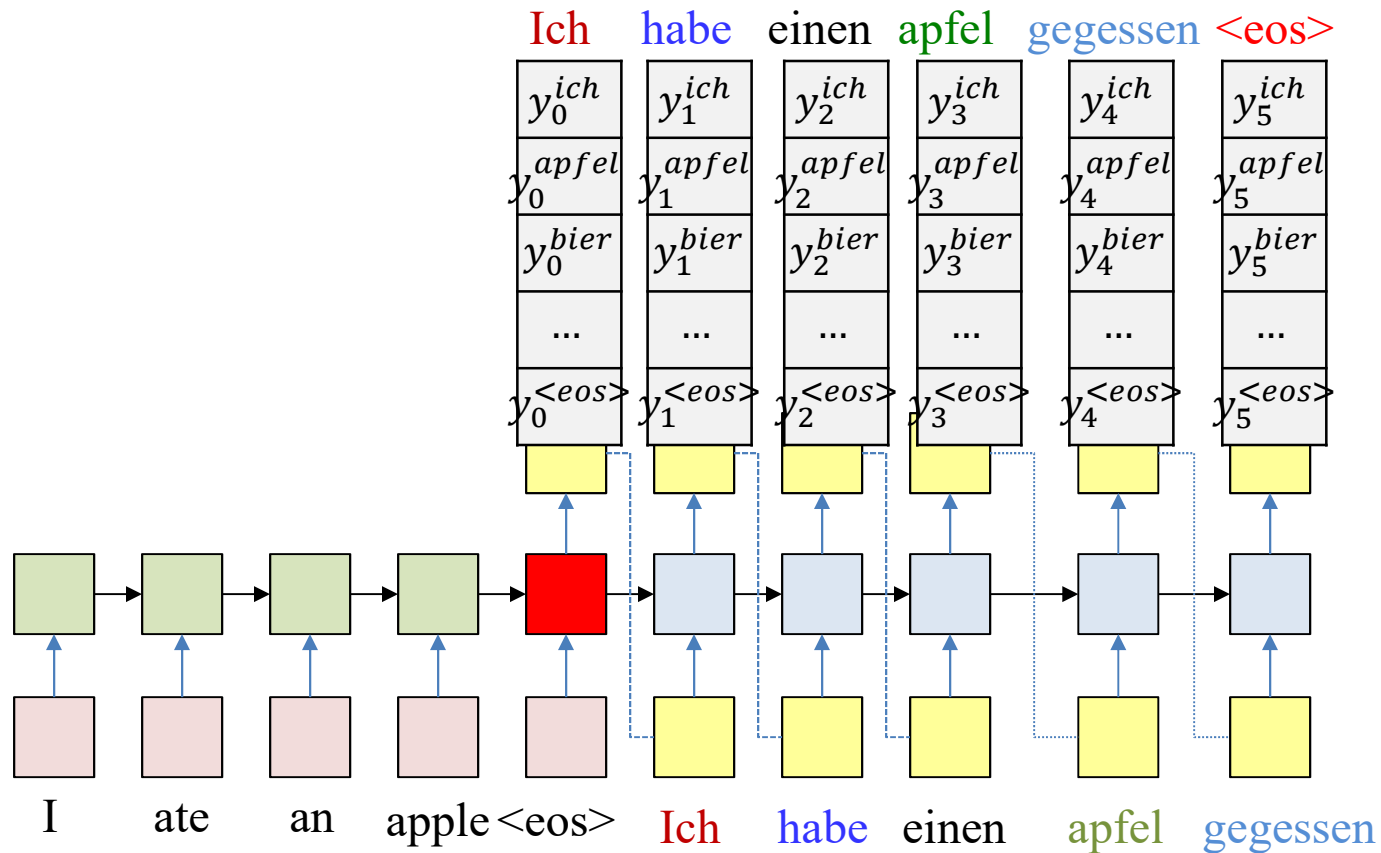 Ich habe einen apfel gegessen <eos>
y_0^{ich} y_1^{ich} y_2^{ich} y_3^{ich} y_4^{ich} y_5^{ich}
y_0^{apfel} y_1^{apfel} y_2^{apfel} y_3^{apfel} y_4^{apfel} y_5^{apfel}
y_0^{bier} y_1^{bier} y_2^{bier} y_3^{bier} y_4^{bier} y_5^{bier}
... ... ... ... ... ...
y_0^{<eos>} y_1^{<eos>} y_2^{<eos>} y_3^{<eos>} y_4^{<eos>} y_5^{<eos>}
I ate an apple <eos> Ich habe einen apfel gegessen